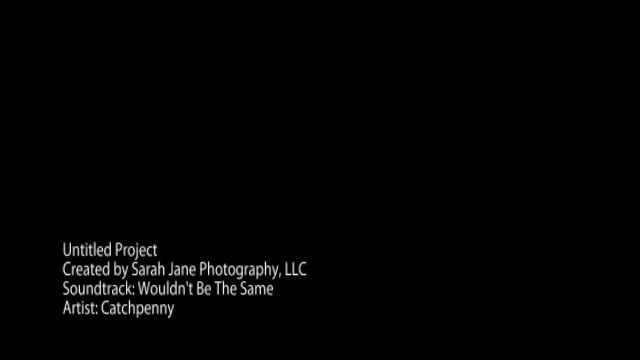 Untitled Project
Created by Sarah Jane Photography, LLC
Soundtrack: Wouldn't Be The Same
Artist: Catchpenny